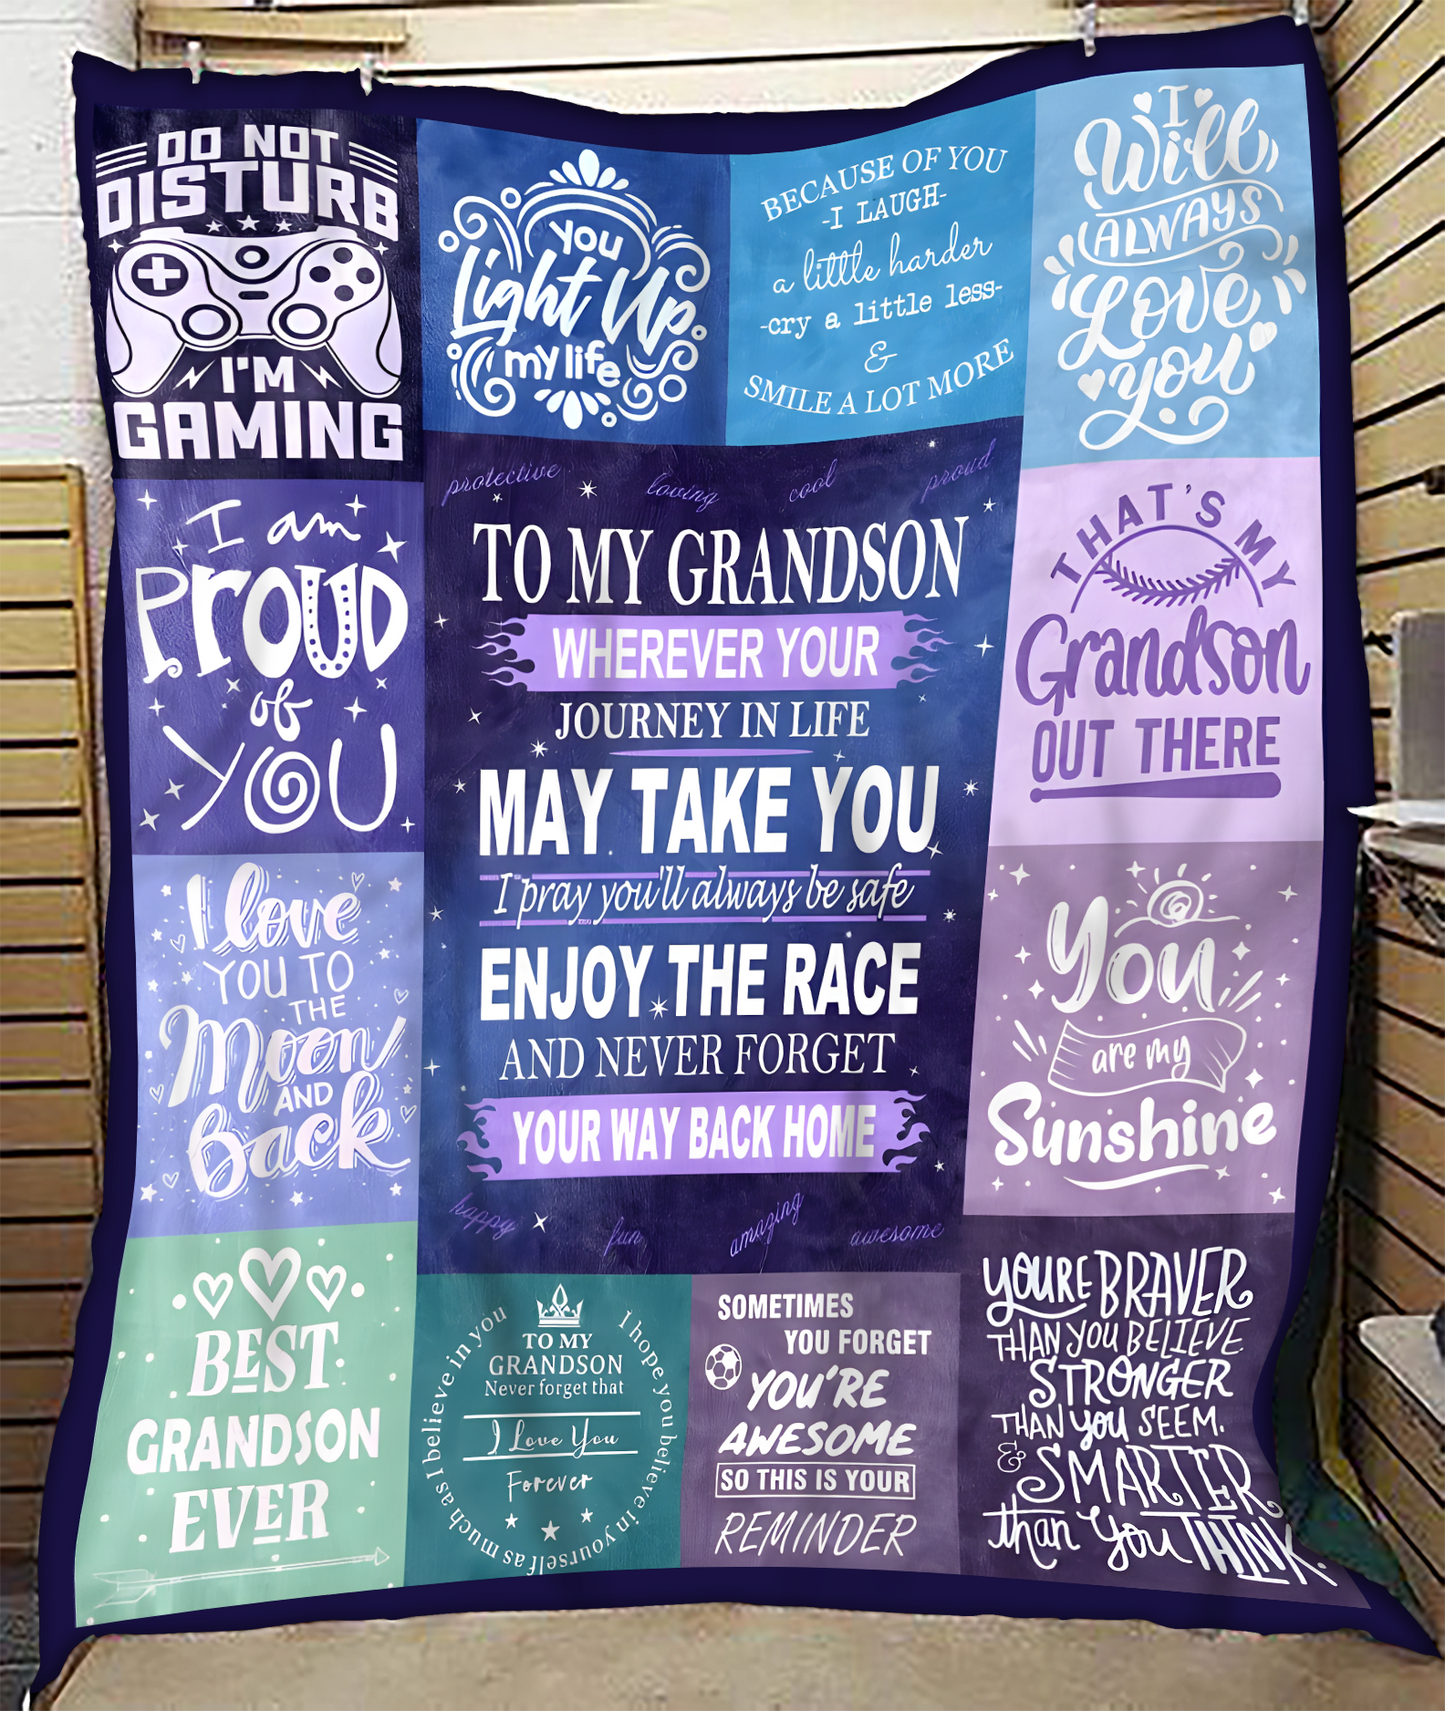 DO NOT
DISTURB
I'M
GAMING
You
Light Up
my life
BECAUSE OF YOU
-I LAUGH-
a little harder
-cry a little less-
&
SMILE A LOT MORE
I
Will
ALWAYS
Love
you
I am
PROUD
of
YOU
protective
loving
cool
proud
TO MY GRANDSON
WHEREVER YOUR
JOURNEY IN LIFE
MAY TAKE YOU
I pray you'll always be safe
ENJOY THE RACE
AND NEVER FORGET
YOUR WAY BACK HOME
happy
fun
amazing
awesome
THAT'S MY
Grandson
OUT THERE
I love
YOU TO
THE
Moon
AND
Back
You
are my
Sunshine
BEST
GRANDSON
EVER
TO MY
GRANDSON
Never forget that
I Love You
Forever
I hope you believe in yourself as much as I believe in you
SOMETIMES
YOU FORGET
YOU'RE
AWESOME
SO THIS IS YOUR
REMINDER
YOU'RE BRAVER
THAN YOU BELIEVE.
STRONGER
THAN you SEEM.
& SMARTER
than you THINK.